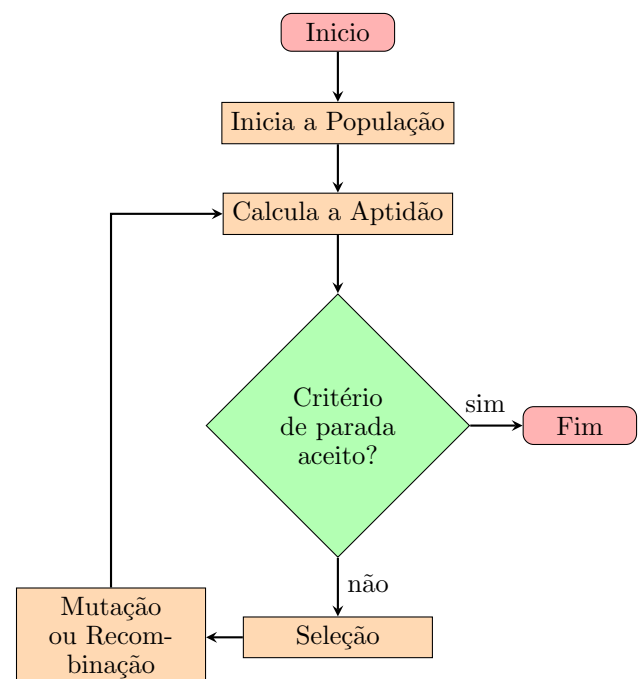 Inicio
Inicia a População
Calcula a Aptidão
Critério
de parada
aceito?
sim
Fim
não
Mutação
ou Recom-
binação
Seleção